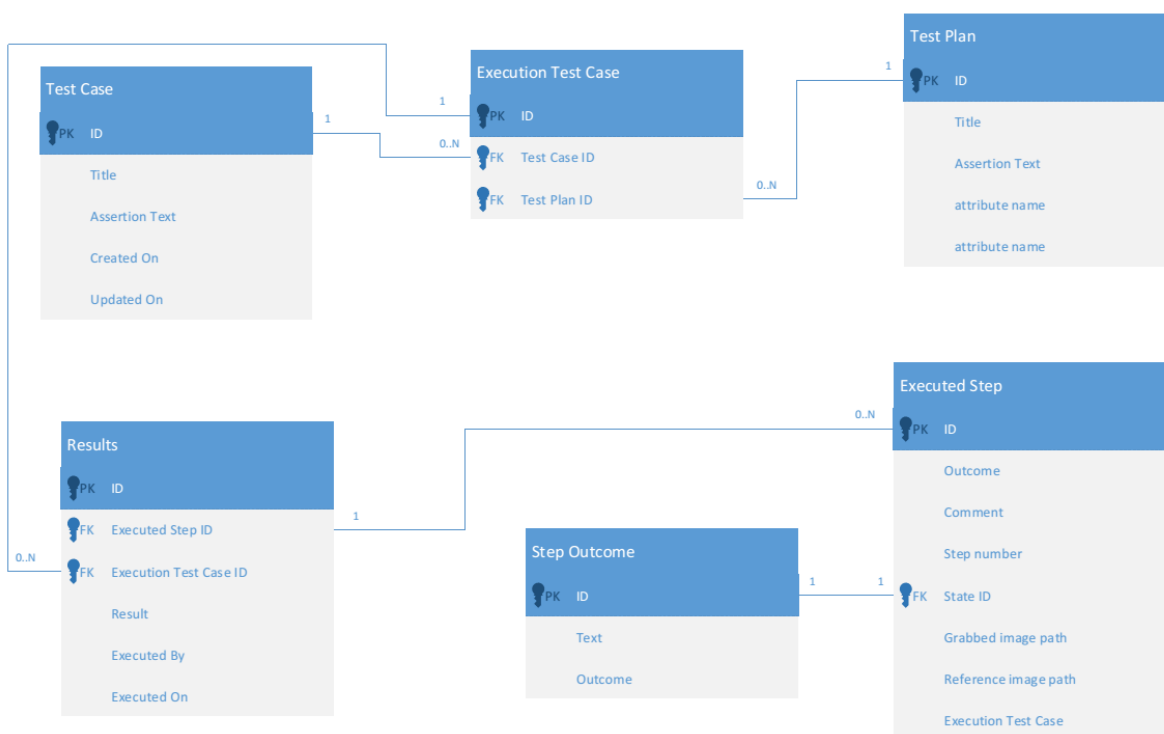 Test Plan
1
PK ID
Title
Assertion Text
attribute name
attribute name
0..N
Execution Test Case
1
PK ID
0..N
FK Test Case ID
FK Test Plan ID
Test Case
1
PK ID
Title
Assertion Text
Created On
Updated On
Executed Step
0..N
PK ID
Outcome
Comment
Step number
1
FK State ID
Grabbed image path
Reference image path
Execution Test Case
Results
PK ID
1
FK Executed Step ID
0..N
FK Execution Test Case ID
Result
Executed By
Executed On
Step Outcome
1
PK ID
Text
Outcome